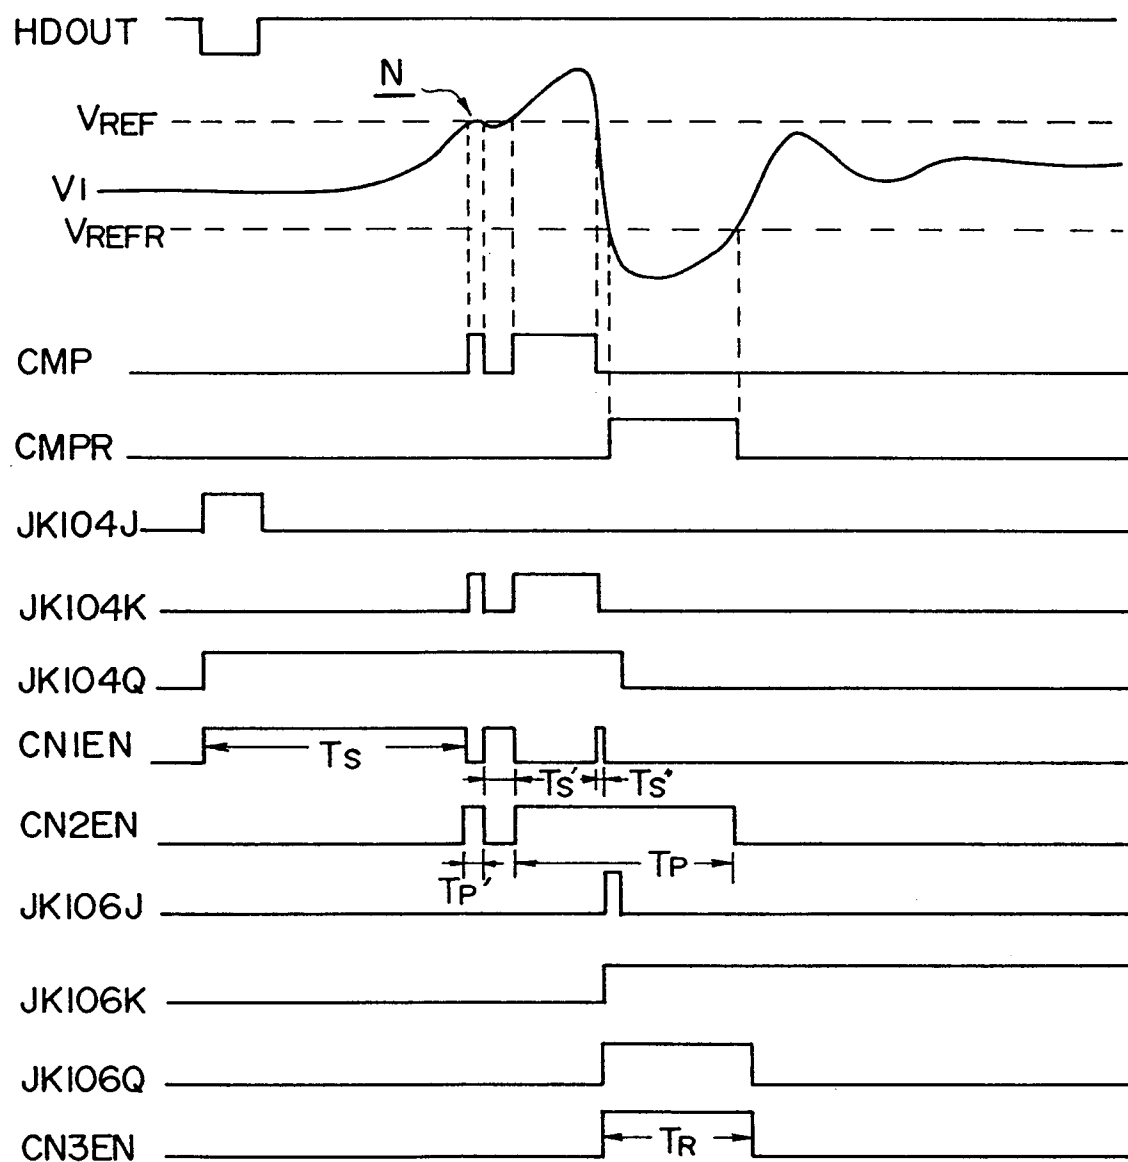 HDOUT
N
VREF
VI
VREFR
CMP
CMPR
JK104J
JK104K
JK104Q
CN1EN
TS
TS'
TS"
CN2EN
TP'
TP
JK106J
JK106K
JK106Q
CN3EN
TR